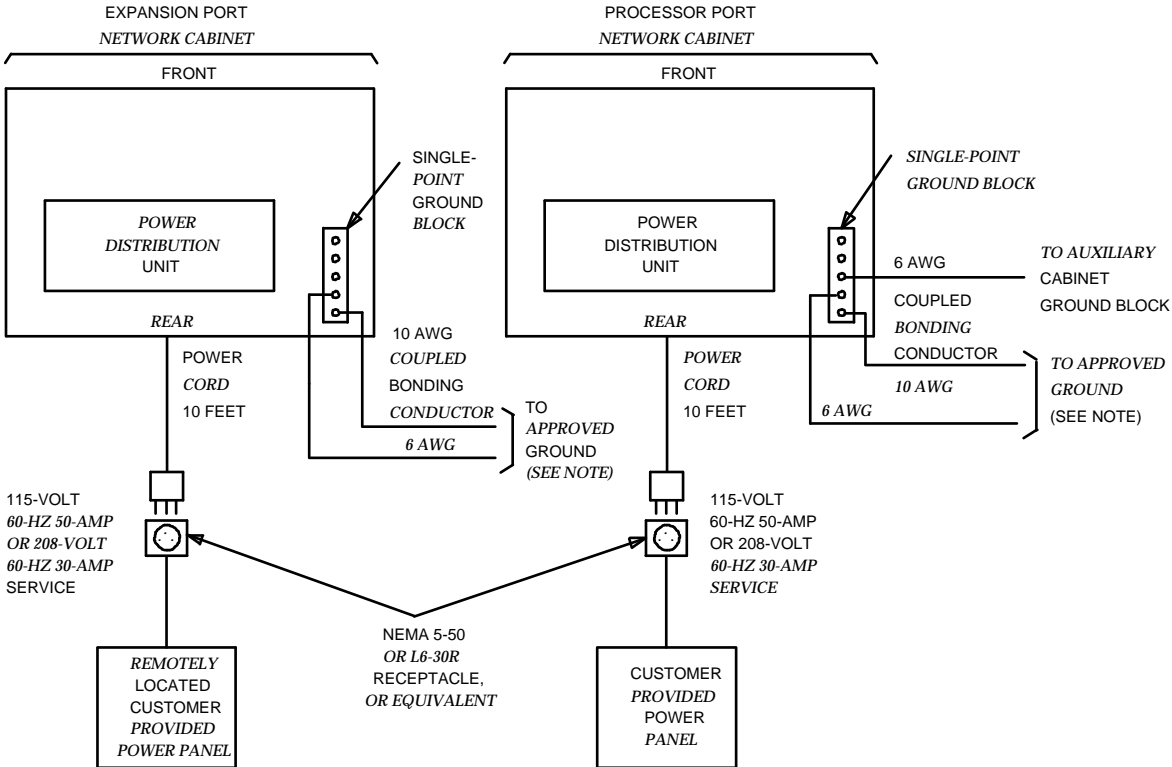 EXPANSION PORT
NETWORK CABINET
FRONT
SINGLE-
POINT
GROUND
BLOCK
POWER
DISTRIBUTION
UNIT
REAR
10 AWG
COUPLED
BONDING
CONDUCTOR
6 AWG
TO
APPROVED
GROUND
(SEE NOTE)
POWER
CORD
10 FEET
115-VOLT
60-HZ 50-AMP
OR 208-VOLT
60-HZ 30-AMP
SERVICE
REMOTELY
LOCATED
CUSTOMER
PROVIDED
POWER PANEL
NEMA 5-50
OR L6-30R
RECEPTACLE,
OR EQUIVALENT
PROCESSOR PORT
NETWORK CABINET
FRONT
SINGLE-POINT
GROUND BLOCK
POWER
DISTRIBUTION
UNIT
REAR
6 AWG
TO AUXILIARY
CABINET
GROUND BLOCK
COUPLED
BONDING
CONDUCTOR
10 AWG
6 AWG
TO APPROVED
GROUND
(SEE NOTE)
POWER
CORD
10 FEET
115-VOLT
60-HZ 50-AMP
OR 208-VOLT
60-HZ 30-AMP
SERVICE
CUSTOMER
PROVIDED
POWER
PANEL